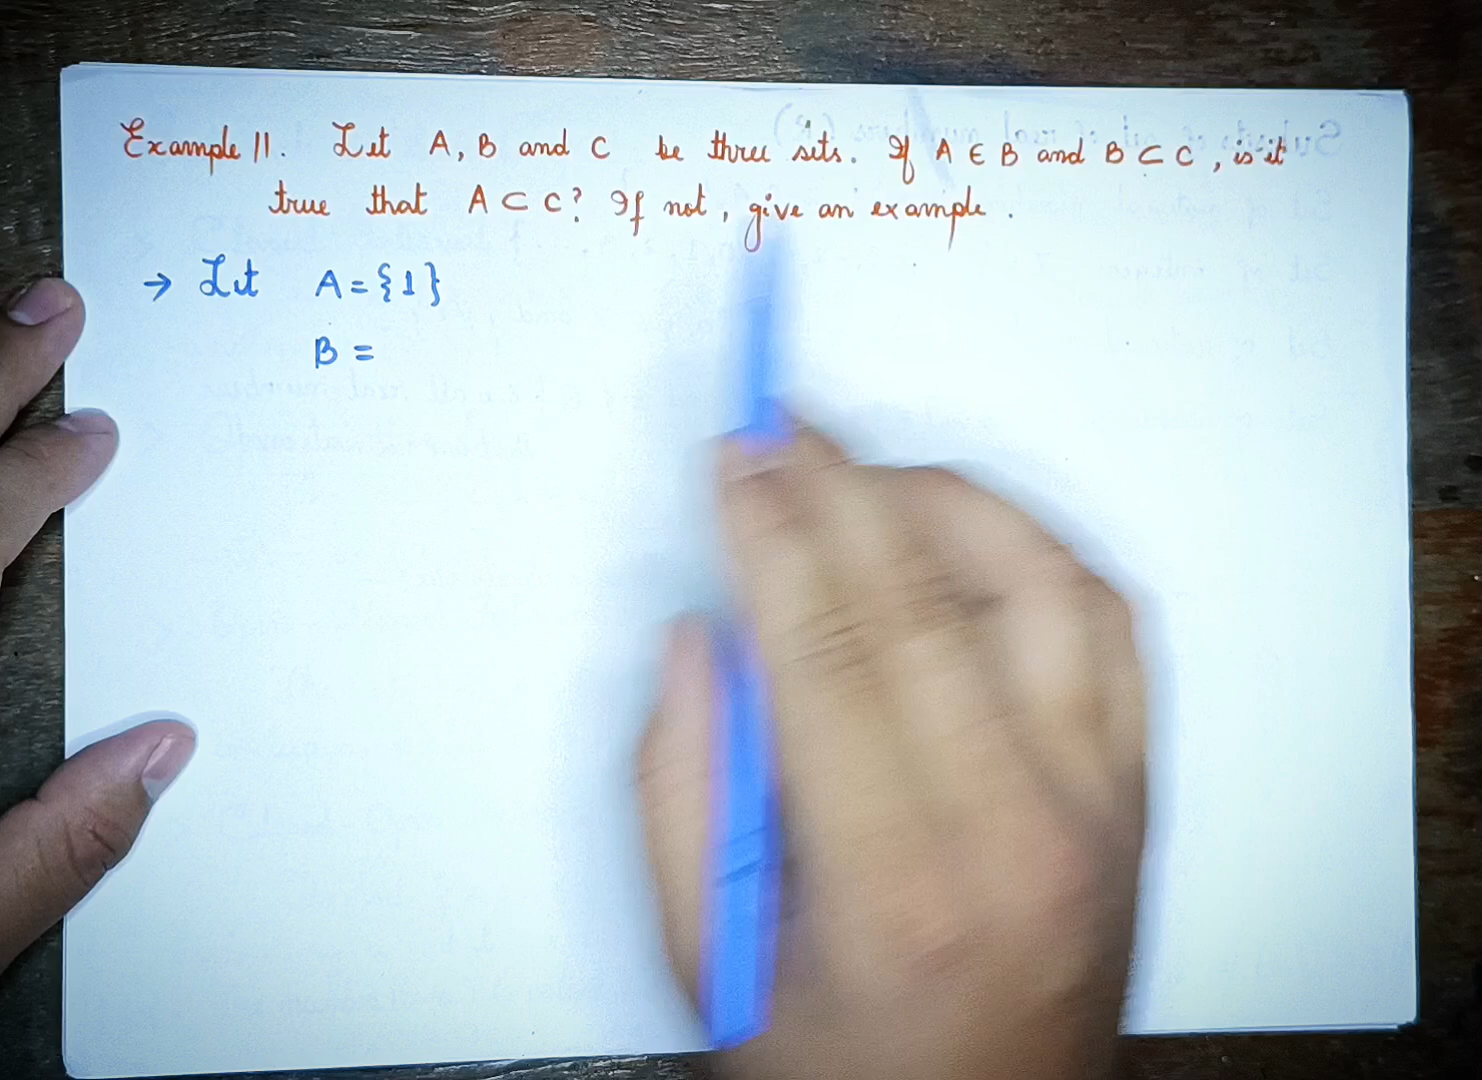 Example 11. Let A, B and C be three sets. If A ∈ B and B ⊂ C, is it
true that A ⊂ C? If not, give an example.
→ Let A = {1}
B =